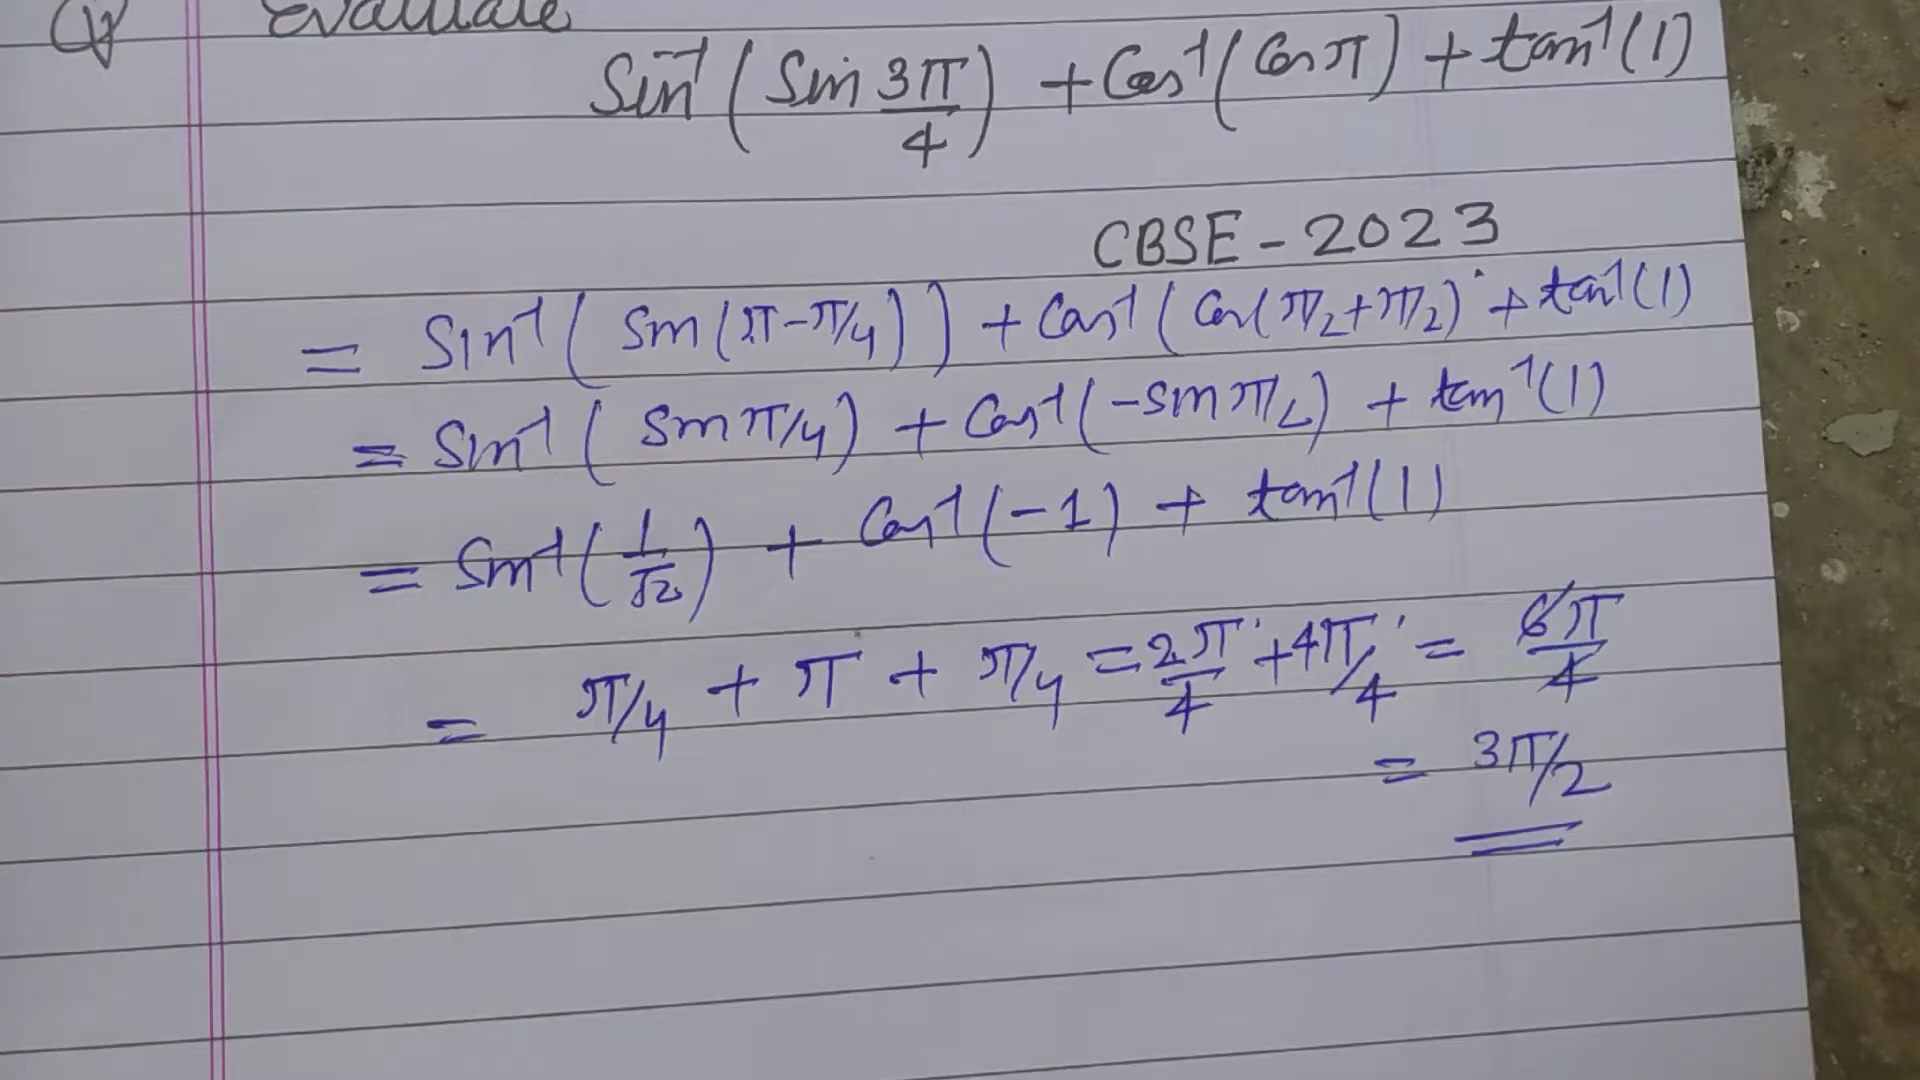 Q Evaluate
Sin⁻¹(Sin 3π/4) + Cos⁻¹(Cos π) + tan⁻¹(1)
CBSE - 2023
= Sin⁻¹(Sin(π-π/4)) + Cos⁻¹(Cos(π/2+π/2) + tan⁻¹(1)
= Sin⁻¹(Sin π/4) + Cos⁻¹(-Sin π/2) + tan⁻¹(1)
= Sin⁻¹(1/√2) + Cos⁻¹(-1) + tan⁻¹(1)
= π/4 + π + π/4 = 2π/4 + 4π/4 = 6π/4
= 3π/2